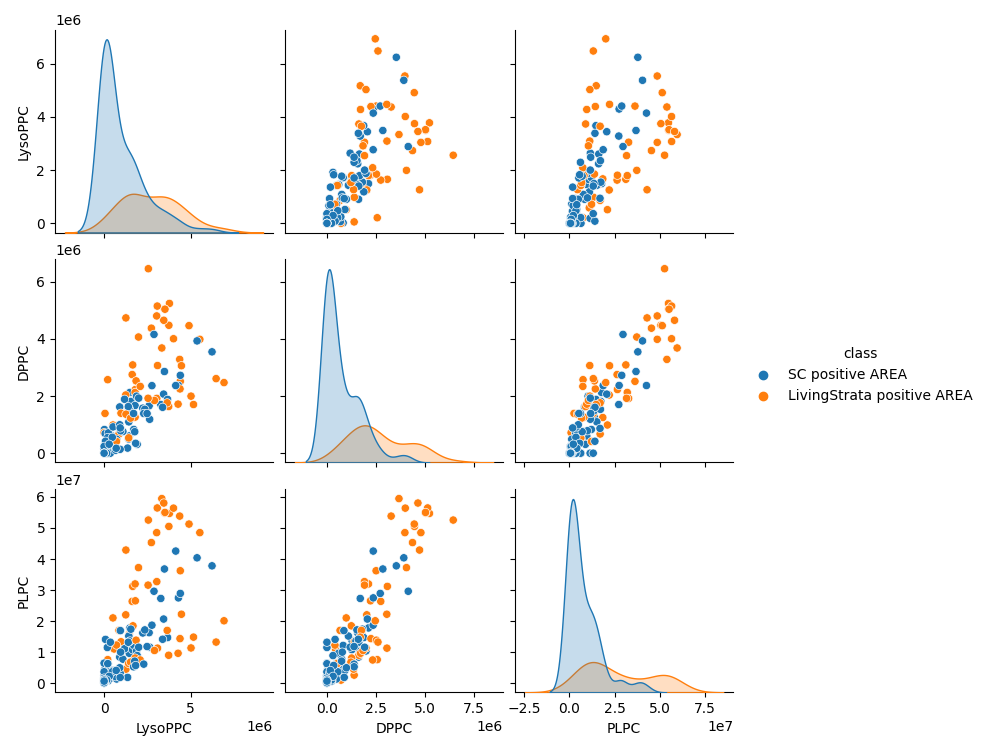 1e6
6
4
2
0
LysoPPC
1e6
6
4
2
0
DPPC
class
SC positive AREA
LivingStrata positive AREA
1e7
6
5
4
3
2
1
0
PLPC
0 5
1e6
LysoPPC
0.0 2.5 5.0 7.5
1e6
DPPC
−2.5 0.0 2.5 5.0 7.5
1e7
PLPC